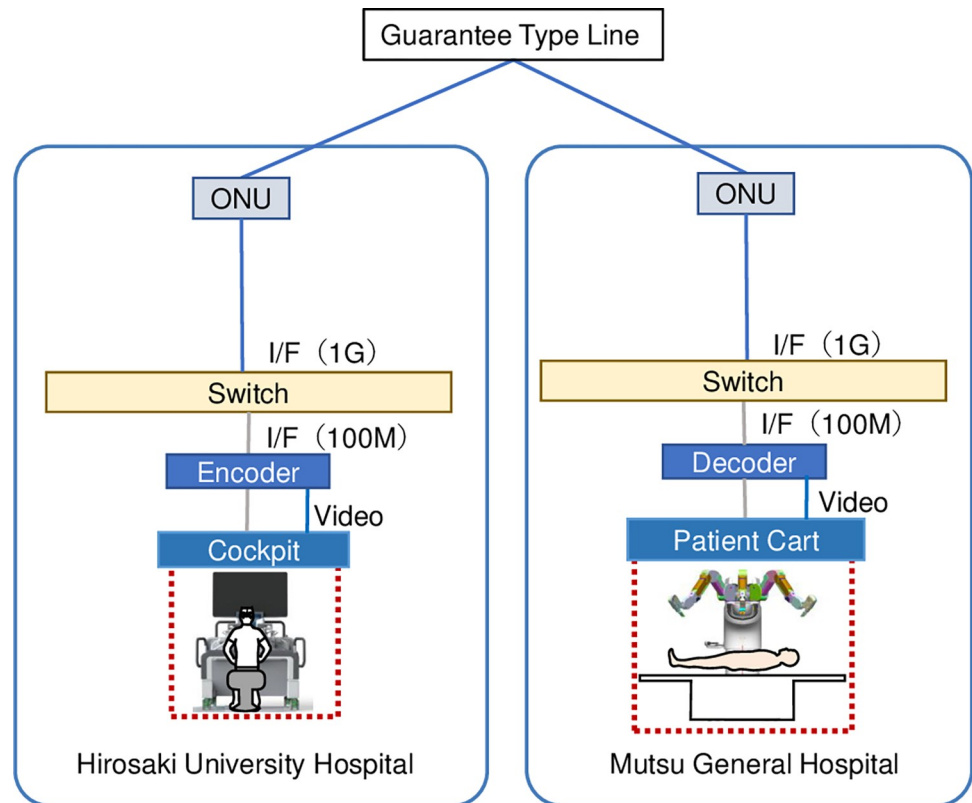 Guarantee Type Line
ONU
I/F（1G）
Switch
I/F（100M）
Encoder
Video
Cockpit
Hirosaki University Hospital
ONU
I/F（1G）
Switch
I/F（100M）
Decoder
Video
Patient Cart
Mutsu General Hospital